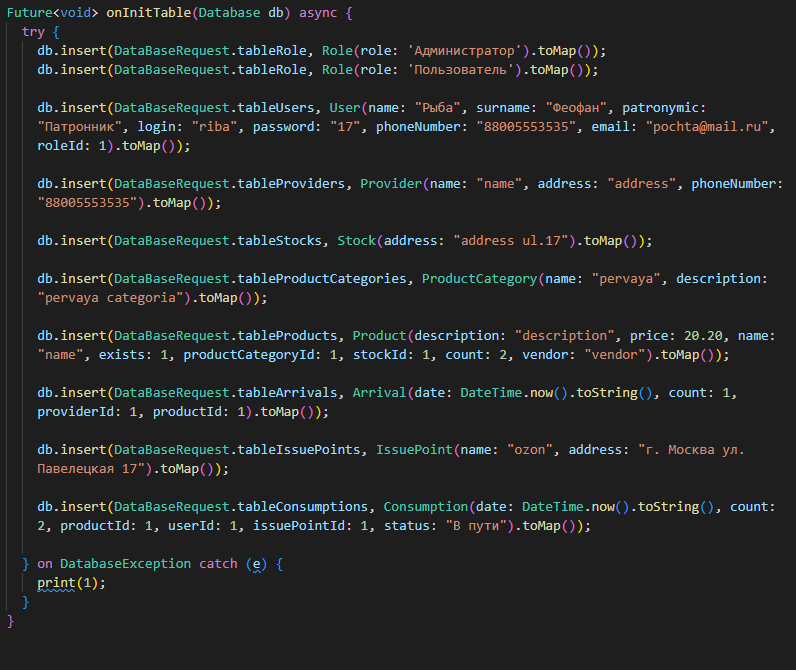 Future<void> onInitTable(Database db) async {
try {
db.insert(DataBaseRequest.tableRole, Role(role: 'Администратор').toMap());
db.insert(DataBaseRequest.tableRole, Role(role: 'Пользователь').toMap());
db.insert(DataBaseRequest.tableUsers, User(name: "Рыба", surname: "Феофан", patronymic:
"Патронник", login: "riba", password: "17", phoneNumber: "88005553535", email: "pochta@mail.ru",
roleId: 1).toMap());
db.insert(DataBaseRequest.tableProviders, Provider(name: "name", address: "address", phoneNumber:
"88005553535").toMap());
db.insert(DataBaseRequest.tableStocks, Stock(address: "address ul.17").toMap());
db.insert(DataBaseRequest.tableProductCategories, ProductCategory(name: "pervaya", description:
"pervaya categoria").toMap());
db.insert(DataBaseRequest.tableProducts, Product(description: "description", price: 20.20, name:
"name", exists: 1, productCategoryId: 1, stockId: 1, count: 2, vendor: "vendor").toMap());
db.insert(DataBaseRequest.tableArrivals, Arrival(date: DateTime.now().toString(), count: 1,
providerId: 1, productId: 1).toMap());
db.insert(DataBaseRequest.tableIssuePoints, IssuePoint(name: "ozon", address: "г. Москва ул.
Павелецкая 17").toMap());
db.insert(DataBaseRequest.tableConsumptions, Consumption(date: DateTime.now().toString(), count:
2, productId: 1, userId: 1, issuePointId: 1, status: "В пути").toMap());
} on DatabaseException catch (e) {
print(1);
}
}